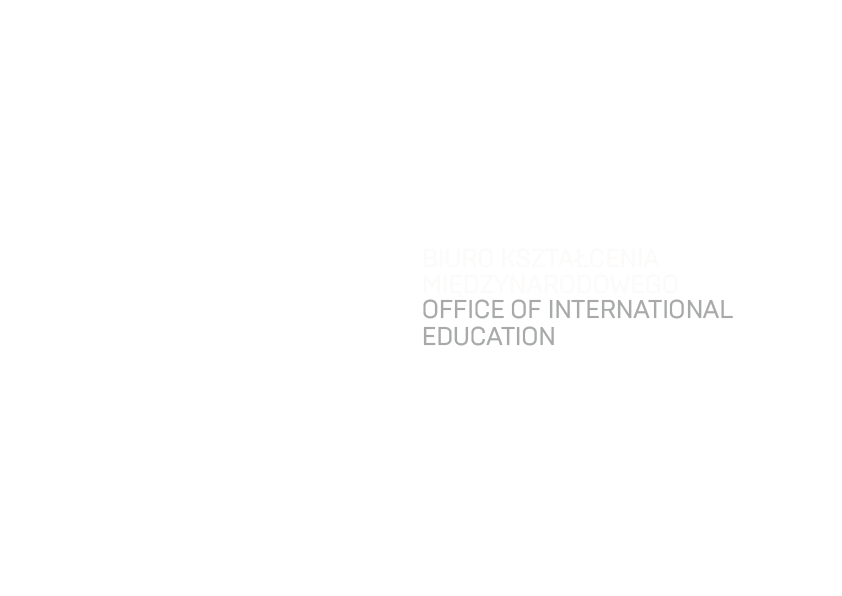 BIURO KSZTAŁCENIA
MIĘDZYNARODOWEGO
OFFICE OF INTERNATIONAL
EDUCATION